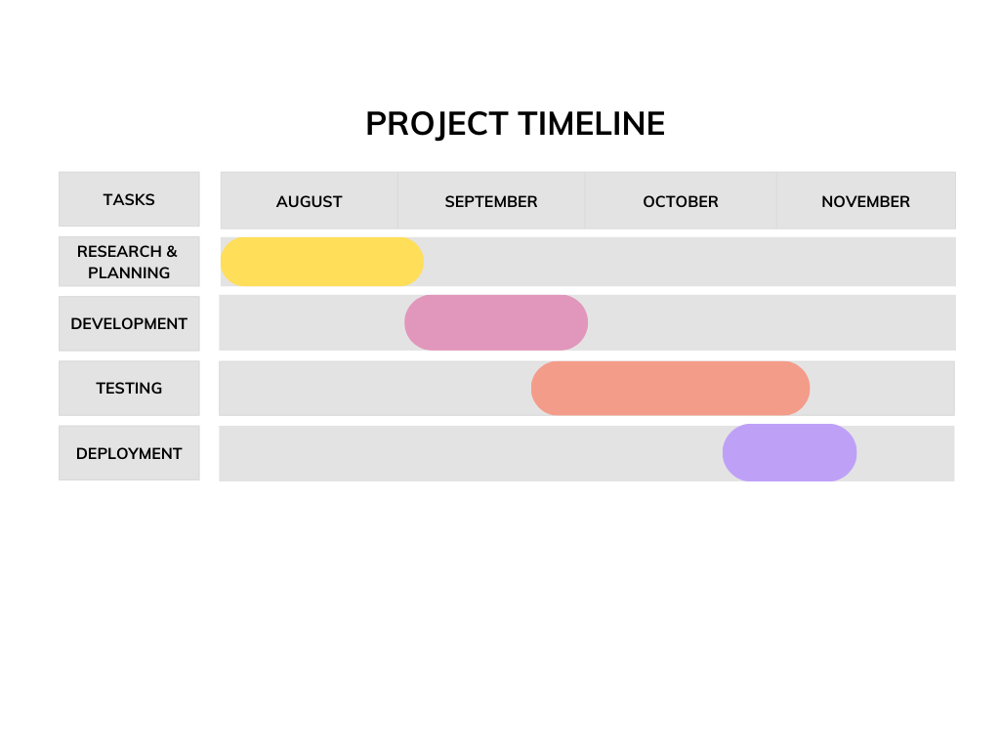 PROJECT TIMELINE
TASKS
AUGUST
SEPTEMBER
OCTOBER
NOVEMBER
RESEARCH &
PLANNING
DEVELOPMENT
TESTING
DEPLOYMENT